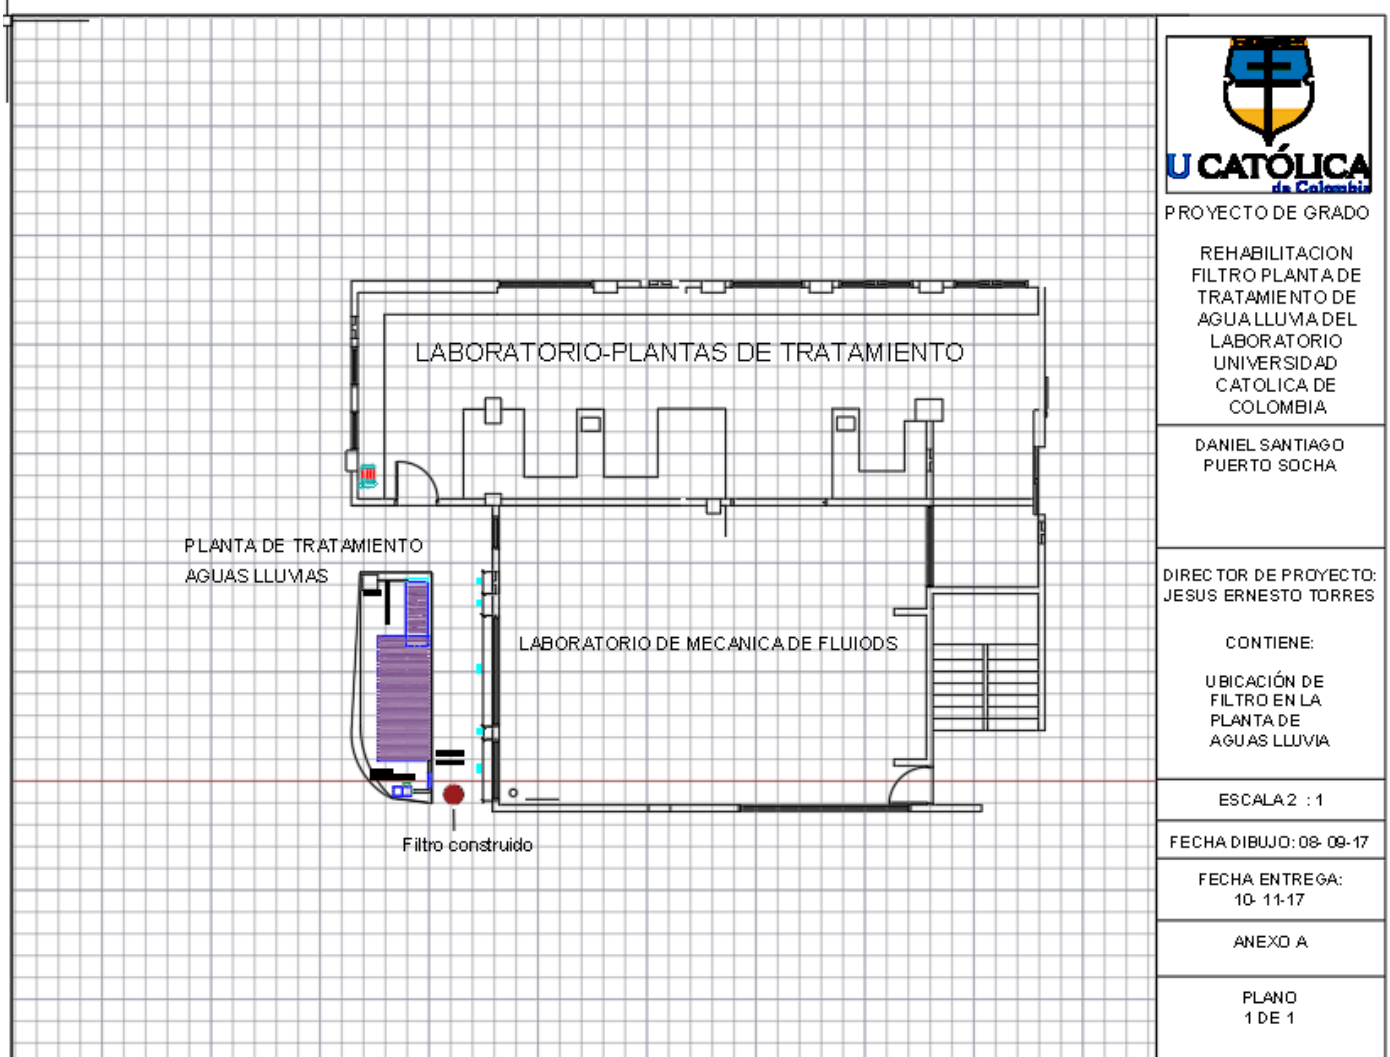 LABORATORIO-PLANTAS DE TRATAMIENTO
PLANTA DE TRATAMIENTO
AGUAS LLUVIAS
LABORATORIO DE MECANICA DE FLUIODS
Filtro construido
U CATÓLICA
de Colombia
PROYECTO DE GRADO
REHABILITACION
FILTRO PLANTA DE
TRATAMIENTO DE
AGUA LLUVIA DEL
LABORATORIO
UNIVERSIDAD
CATOLICA DE
COLOMBIA
DANIEL SANTIAGO
PUERTO SOCHA
DIRECTOR DE PROYECTO:
JESUS ERNESTO TORRES
CONTIENE:
UBICACIÓN DE
FILTRO EN LA
PLANTA DE
AGUAS LLUVIA
ESCALA 2 : 1
FECHA DIBUJO: 08-09-17
FECHA ENTREGA:
10-11-17
ANEXO A
PLANO
1 DE 1